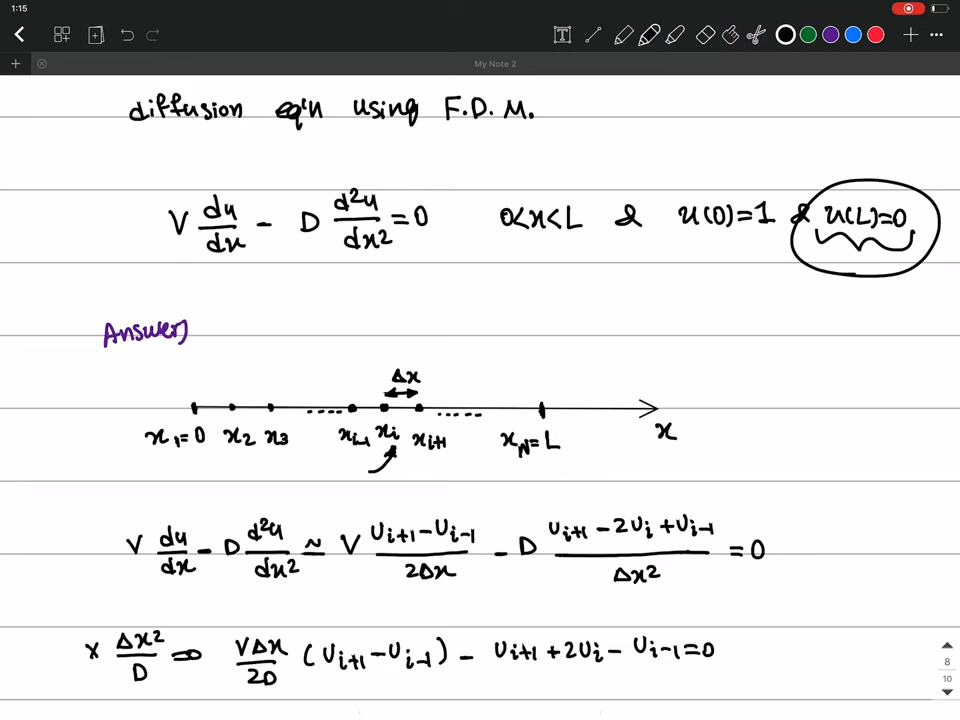 1:15
My Note 2
diffusion eq'n using F.D.M.
V du/dx - D d²u/dx² = 0   0<x<L & u(0)=1 & u(L)=0
Answer)
Δx
x₁=0 x₂ x₃ ..... xᵢ₋₁ xᵢ xᵢ₊₁ ..... x_N=L x
V du/dx - D d²u/dx² ≈ V (Uᵢ₊₁ - Uᵢ₋₁)/(2Δx) - D (Uᵢ₊₁ - 2Uᵢ + Uᵢ₋₁)/Δx² = 0
× Δx²/D ⇒ VΔx/2D (Uᵢ₊₁ - Uᵢ₋₁) - Uᵢ₊₁ + 2Uᵢ - Uᵢ₋₁ = 0
8
10